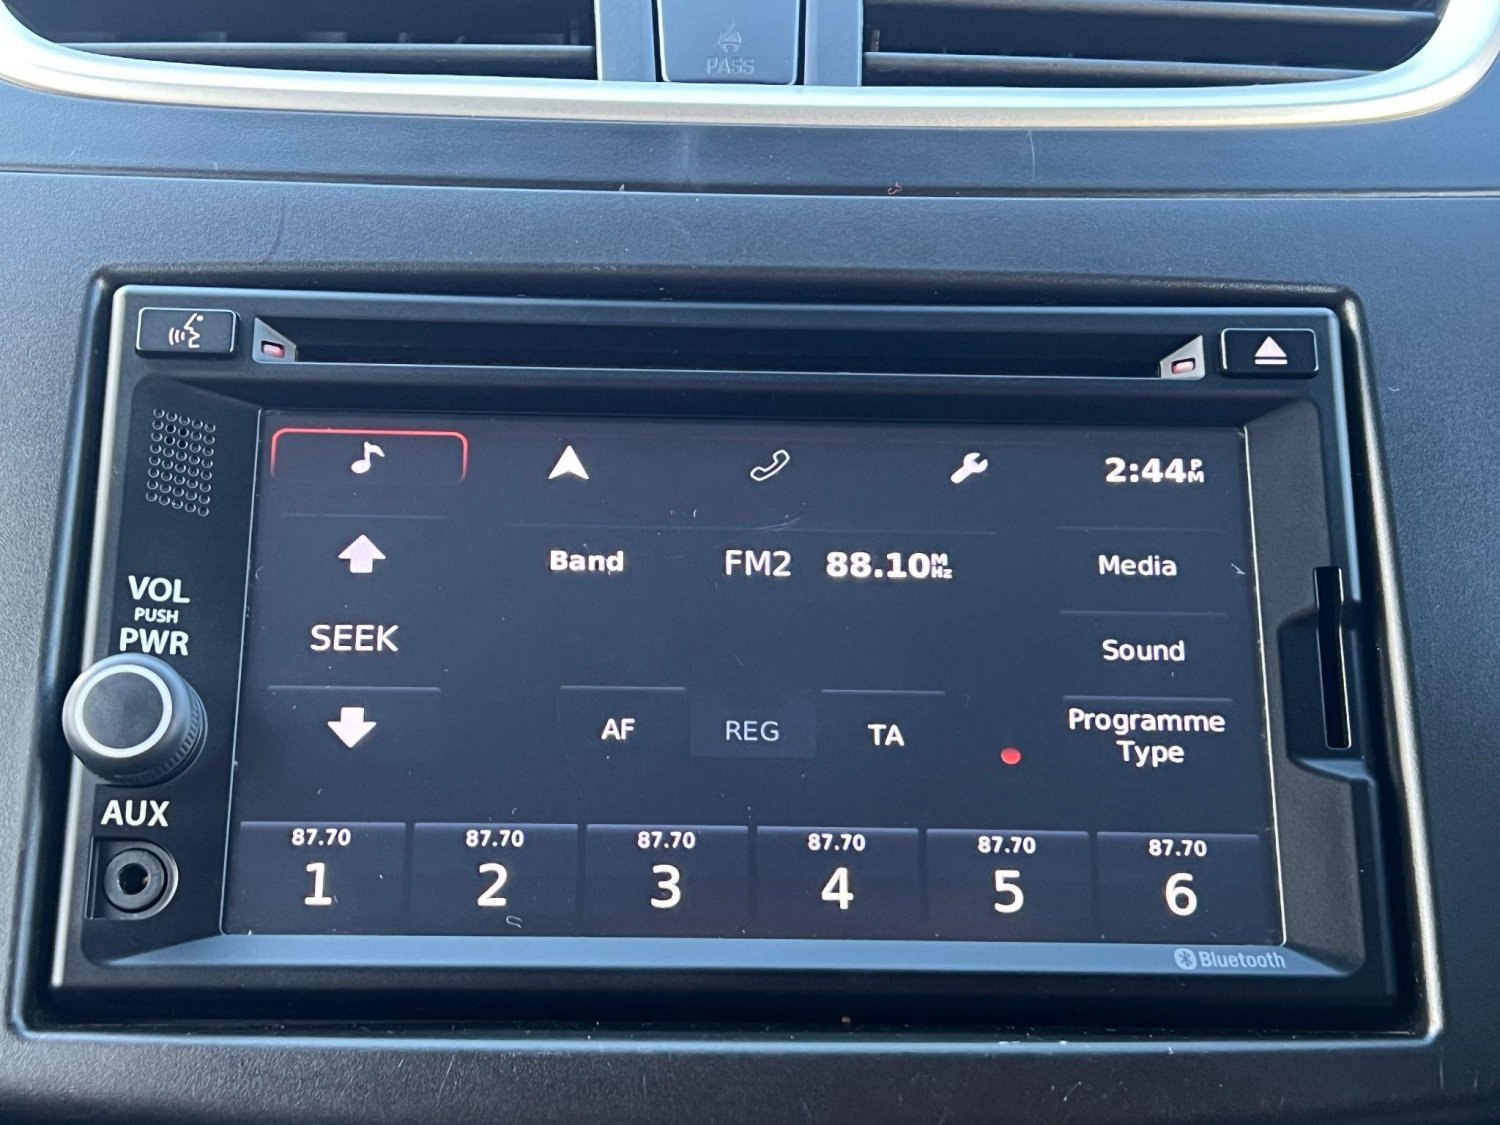 PASS
2:44PM
Band FM2 88.10MHz Media
SEEK
Sound
VOL
PUSH
PWR
AF REG TA
Programme
Type
AUX
87.70 87.70 87.70 87.70 87.70 87.70
1 2 3 4 5 6
Bluetooth